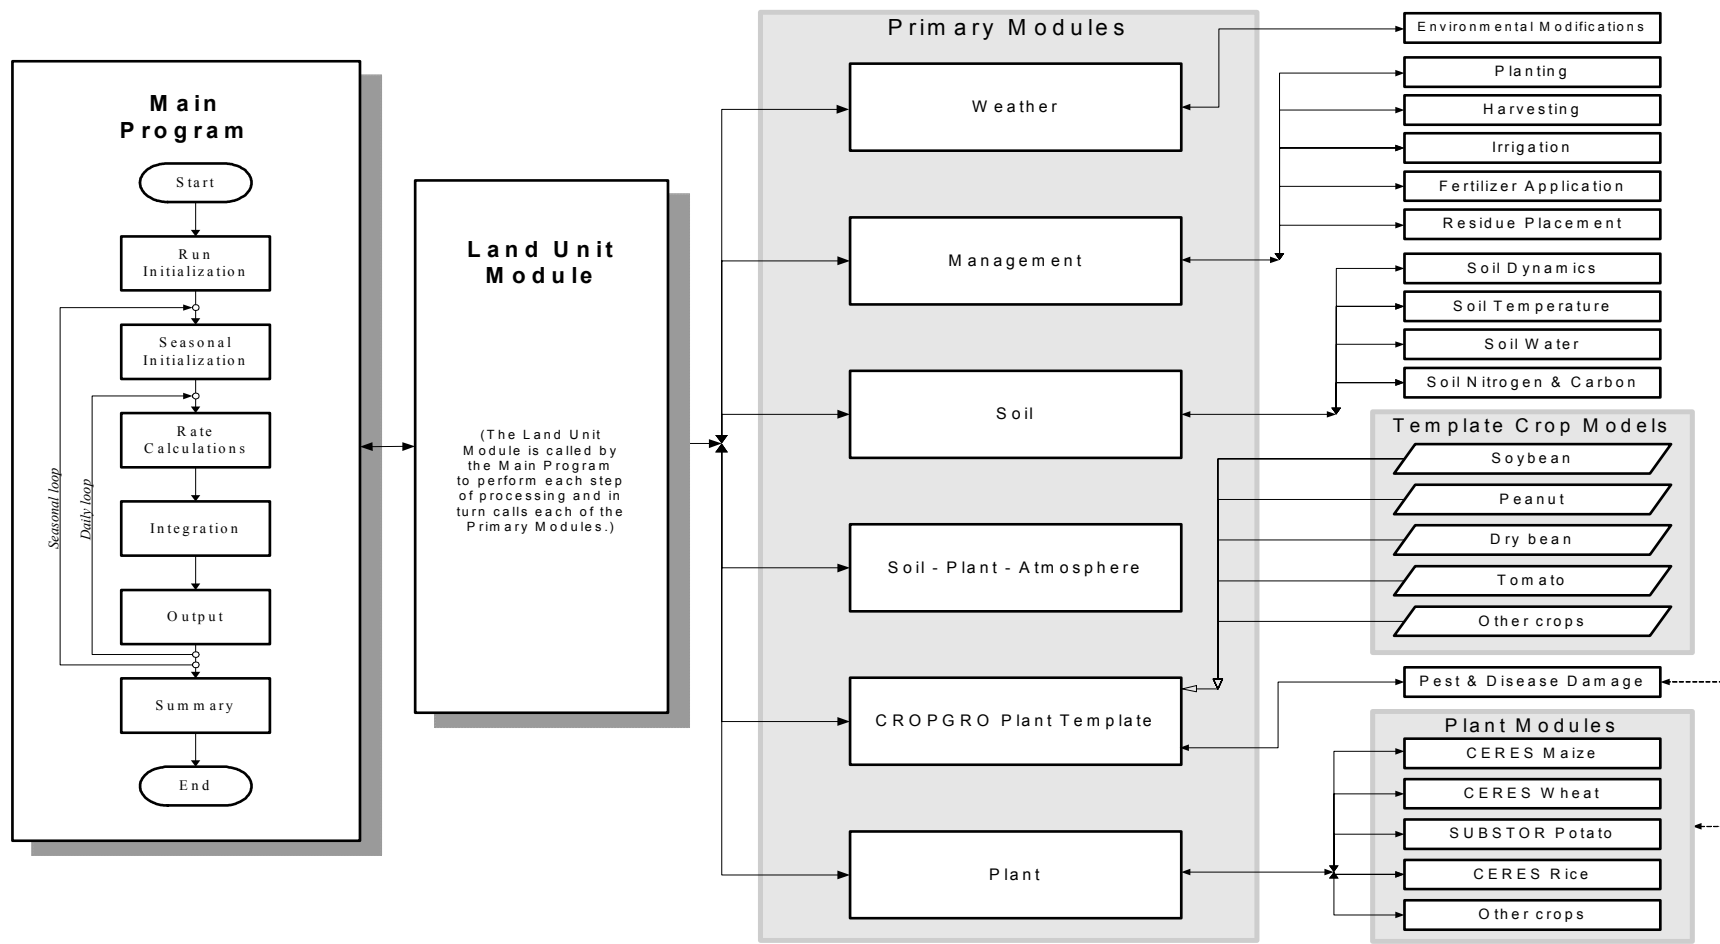 Main
Program
Start
Run
Initialization
Seasonal
Initialization
Rate
Calculations
Integration
Output
Summary
End
Seasonal loop
Daily loop
Land Unit
Module
(The Land Unit
Module is called by
the Main Program
to perform each step
of processing and in
turn calls each of the
Primary Modules.)
Primary Modules
Weather
Management
Soil
Soil - Plant - Atmosphere
CROPGRO Plant Template
Plant
Environmental Modifications
Planting
Harvesting
Irrigation
Fertilizer Application
Residue Placement
Soil Dynamics
Soil Temperature
Soil Water
Soil Nitrogen & Carbon
Template Crop Models
Soybean
Peanut
Dry bean
Tomato
Other crops
Pest & Disease Damage
Plant Modules
CERES Maize
CERES Wheat
SUBSTOR Potato
CERES Rice
Other crops